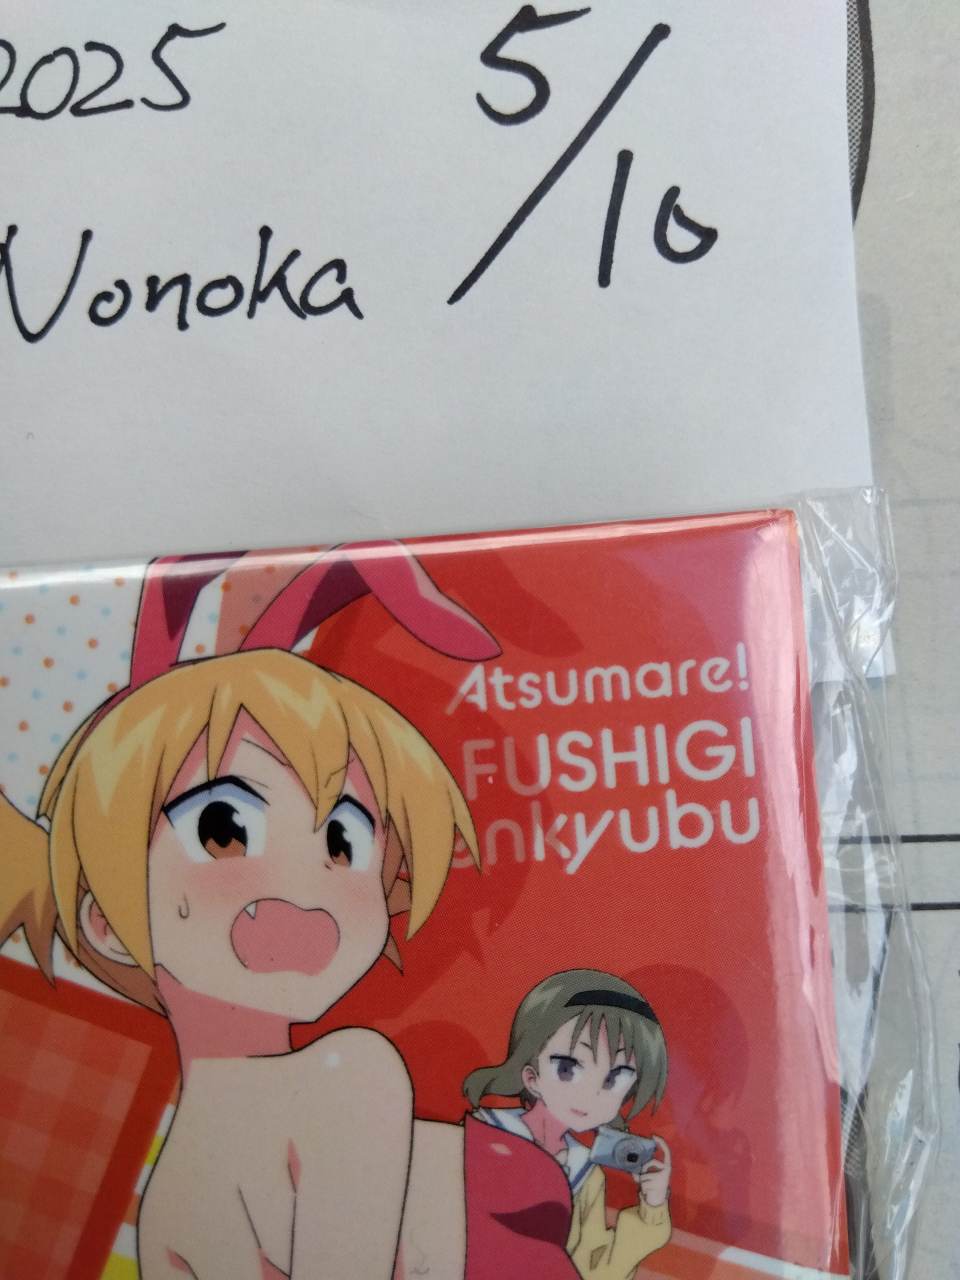 2025
5/10
Nonoka
Atsumare!
FUSHIGI
enkyubu